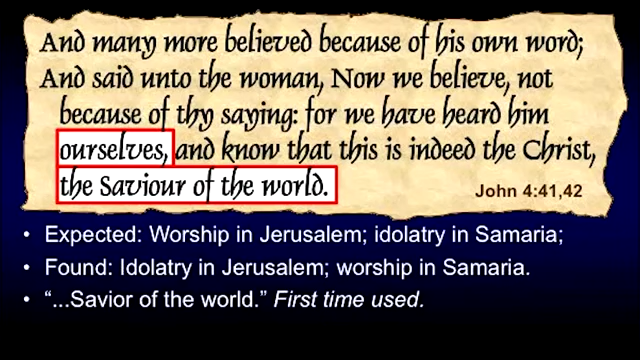 And many more believed because of his own word;
And said unto the woman, Now we believe, not
because of thy saying: for we have heard him
ourselves, and know that this is indeed the Christ,
the Saviour of the world.
John 4:41,42
• Expected: Worship in Jerusalem; idolatry in Samaria;
• Found: Idolatry in Jerusalem; worship in Samaria.
• “...Savior of the world.” First time used.